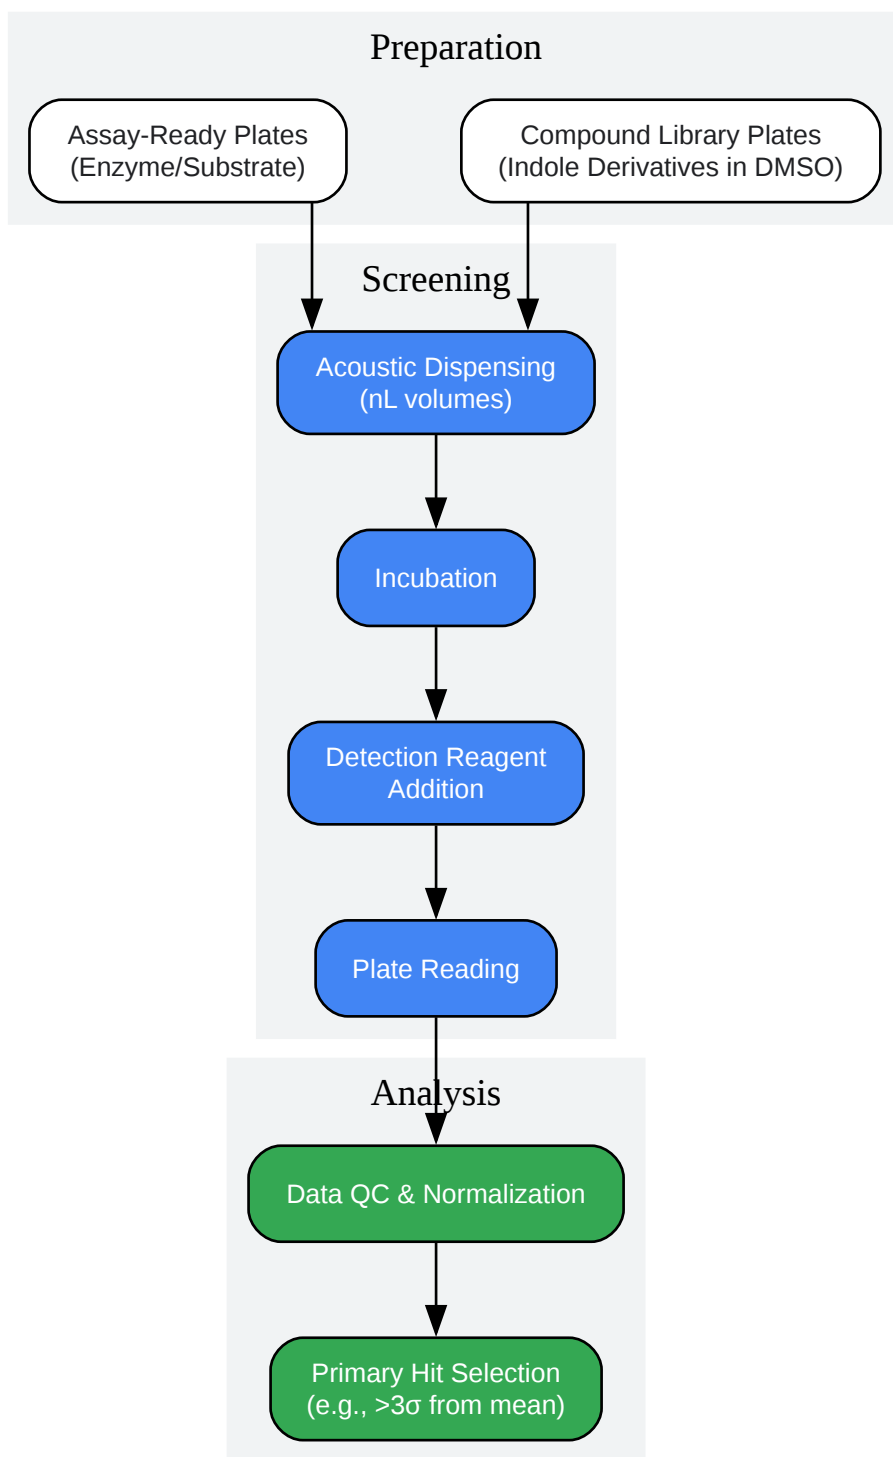 Preparation
Assay-Ready Plates
(Enzyme/Substrate)
Compound Library Plates
(Indole Derivatives in DMSO)
Screening
Acoustic Dispensing
(nL volumes)
Incubation
Detection Reagent
Addition
Plate Reading
Analysis
Data QC & Normalization
Primary Hit Selection
(e.g., >3σ from mean)